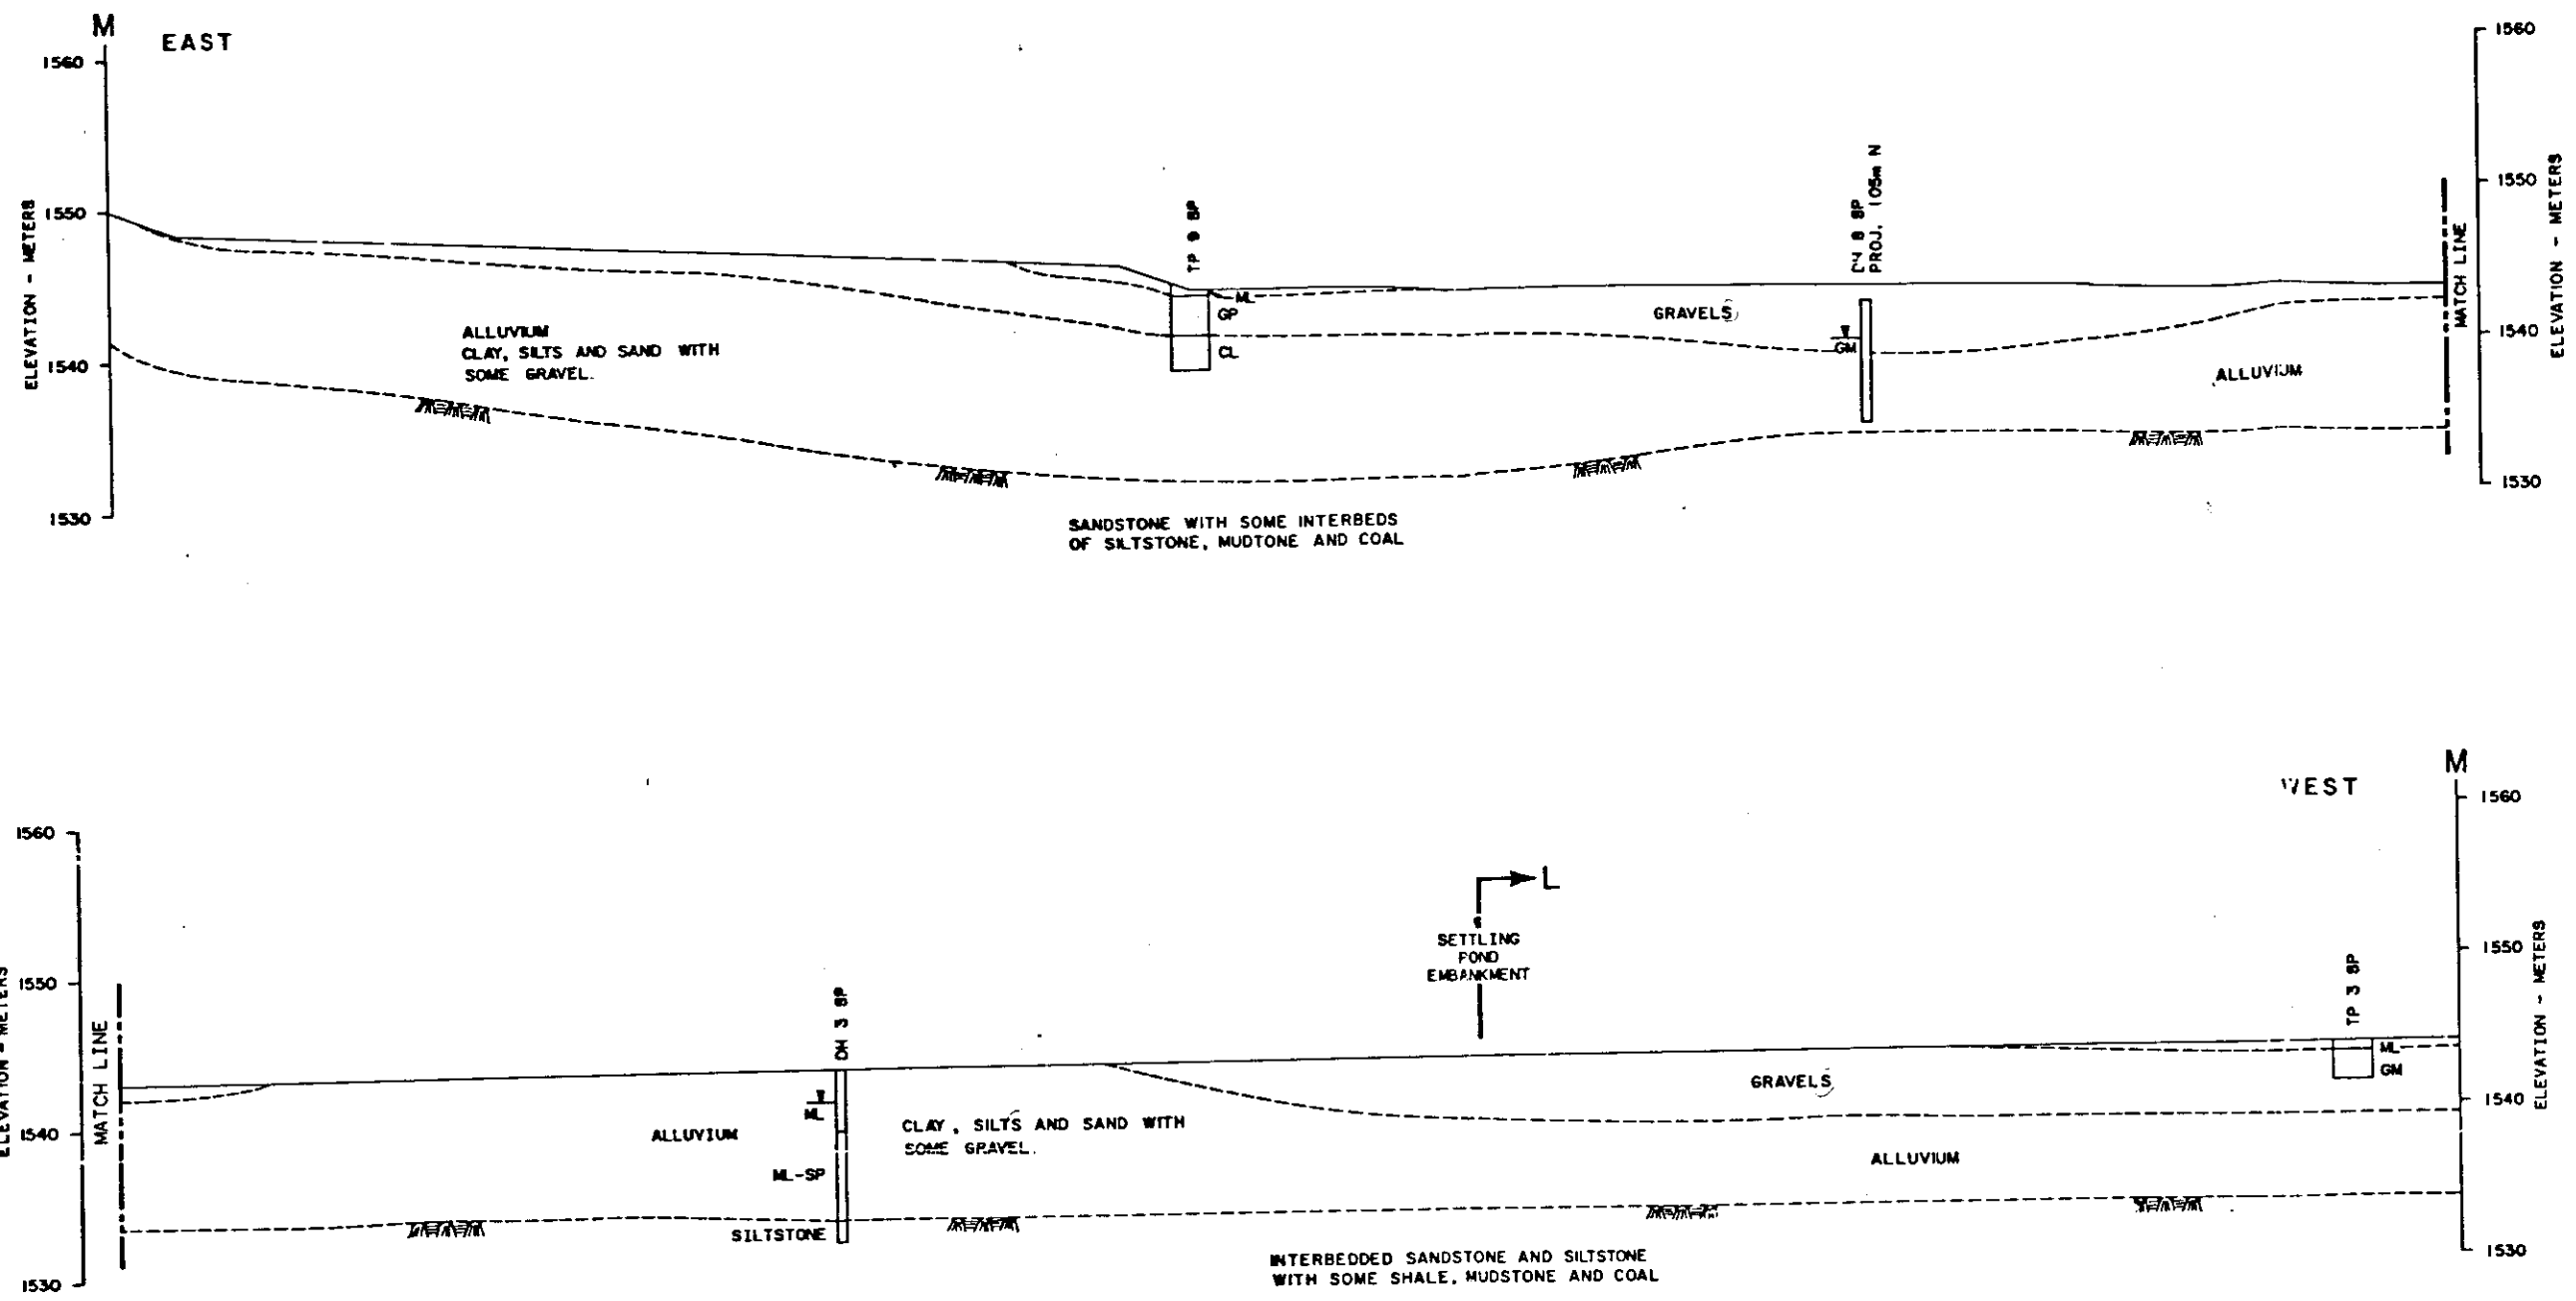 M
EAST
1560
1550
1540
1530
ELEVATION - METERS
ALLUVIUM
CLAY, SILTS AND SAND WITH
SOME GRAVEL.
TP 9 SP
ML
GP
CL
SANDSTONE WITH SOME INTERBEDS
OF SILTSTONE, MUDTONE AND COAL
GRAVELS
8 SP
PROJ. 105m N
GM
ALLUVIUM
MATCH LINE
1560
1550
1540
1530
ELEVATION - METERS
M
WEST
1560
1550
1540
1530
ELEVATION - METERS
MATCH LINE
ALLUVIUM
DH 3 SP
ML
ML-SP
SILTSTONE
CLAY, SILTS AND SAND WITH
SOME GRAVEL.
L
SETTLING
POND
EMBANKMENT
GRAVELS
ALLUVIUM
INTERBEDDED SANDSTONE AND SILTSTONE
WITH SOME SHALE, MUDSTONE AND COAL
TP 3 SP
ML
GM
1560
1550
1540
1530
ELEVATION - METERS